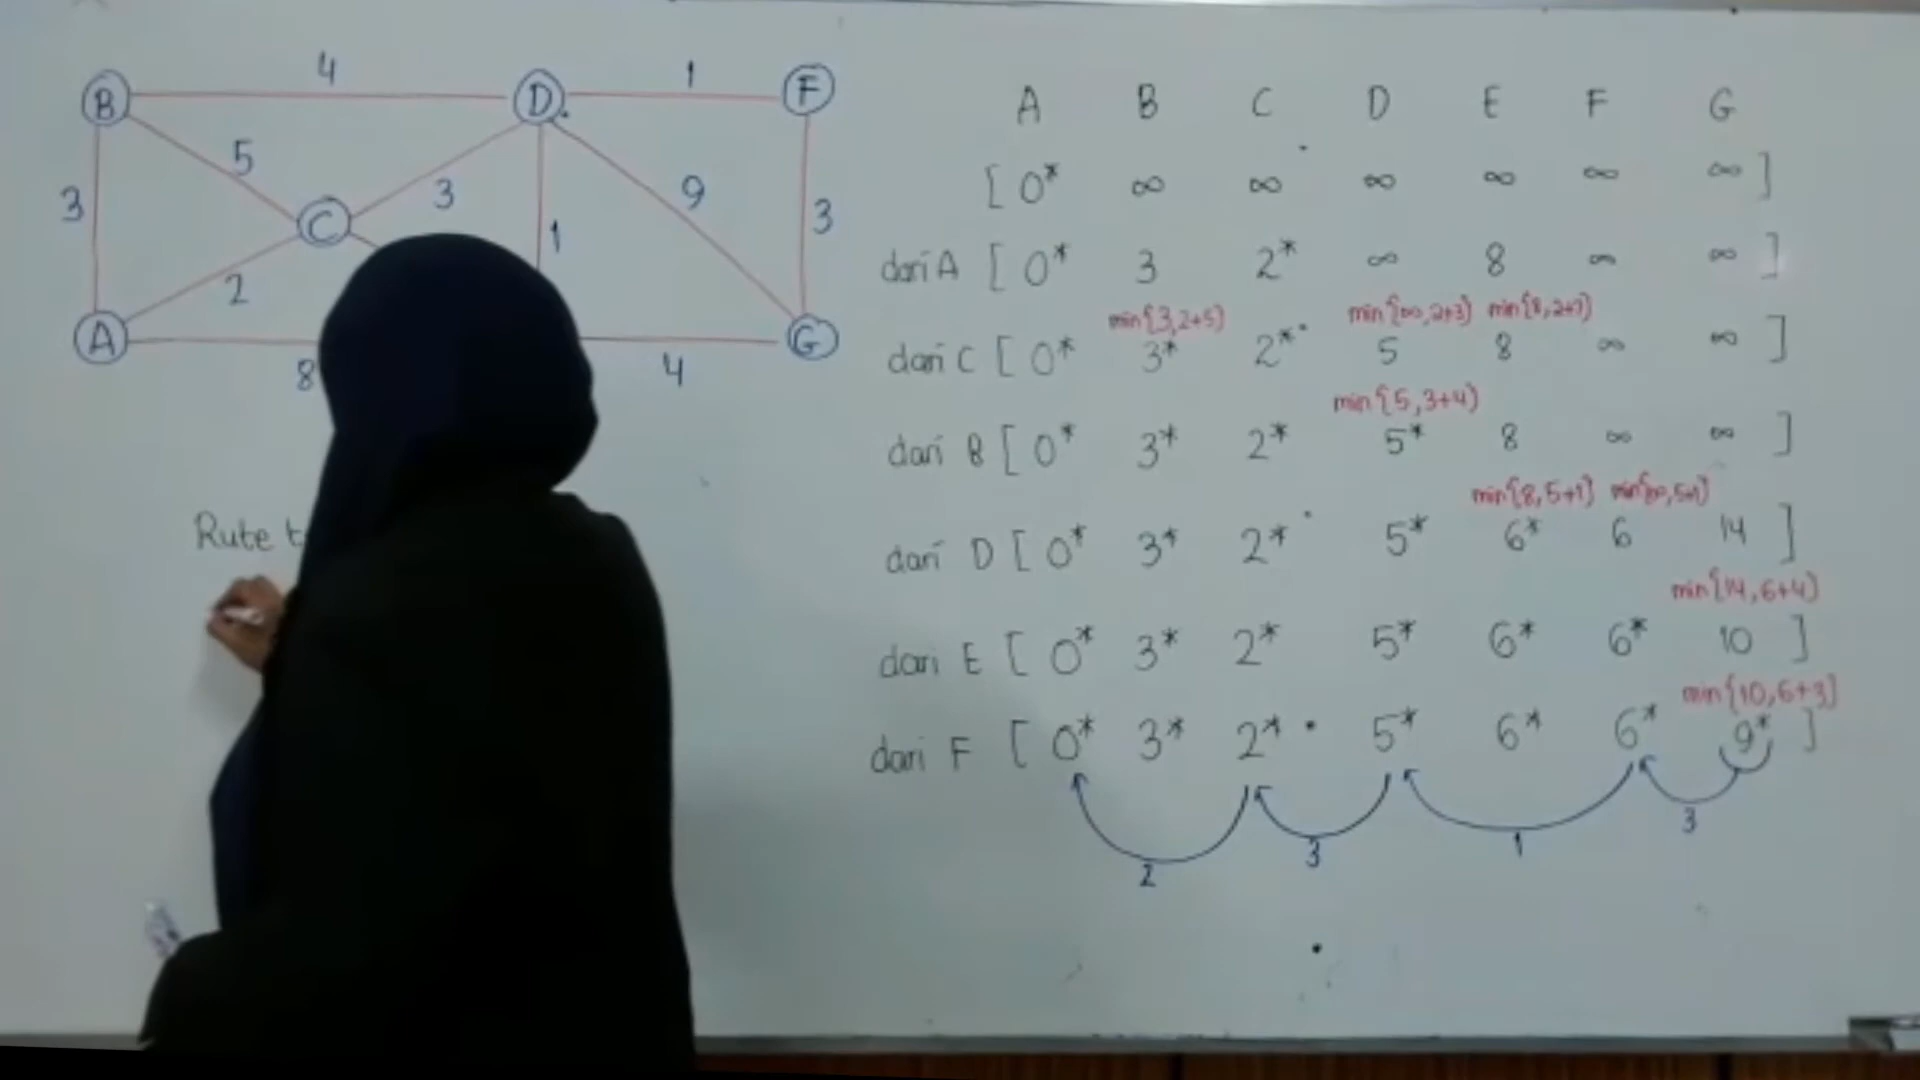 B 4 D 1 F
5 3 9
3 C 1 3
2
A 8 4 G
Rute
A B C D E F G
[ 0* ∞ ∞ ∞ ∞ ∞ ∞ ]
dari A [ 0* 3 2* ∞ 8 ∞ ∞ ]
min{3,2+5} min{∞,2+3} min{8,2+7}
dari C [ 0* 3* 2* 5 8 ∞ ∞ ]
min{5,3+4}
dari B [ 0* 3* 2* 5* 8 ∞ ∞ ]
min{8,5+1} min{∞,5+1}
dari D [ 0* 3* 2* 5* 6* 6 14 ]
min{14,6+4}
dari E [ 0* 3* 2* 5* 6* 6* 10 ]
min{10,6+3}
dari F [ 0* 3* 2* 5* 6* 6* 9* ]
2 3 1 3